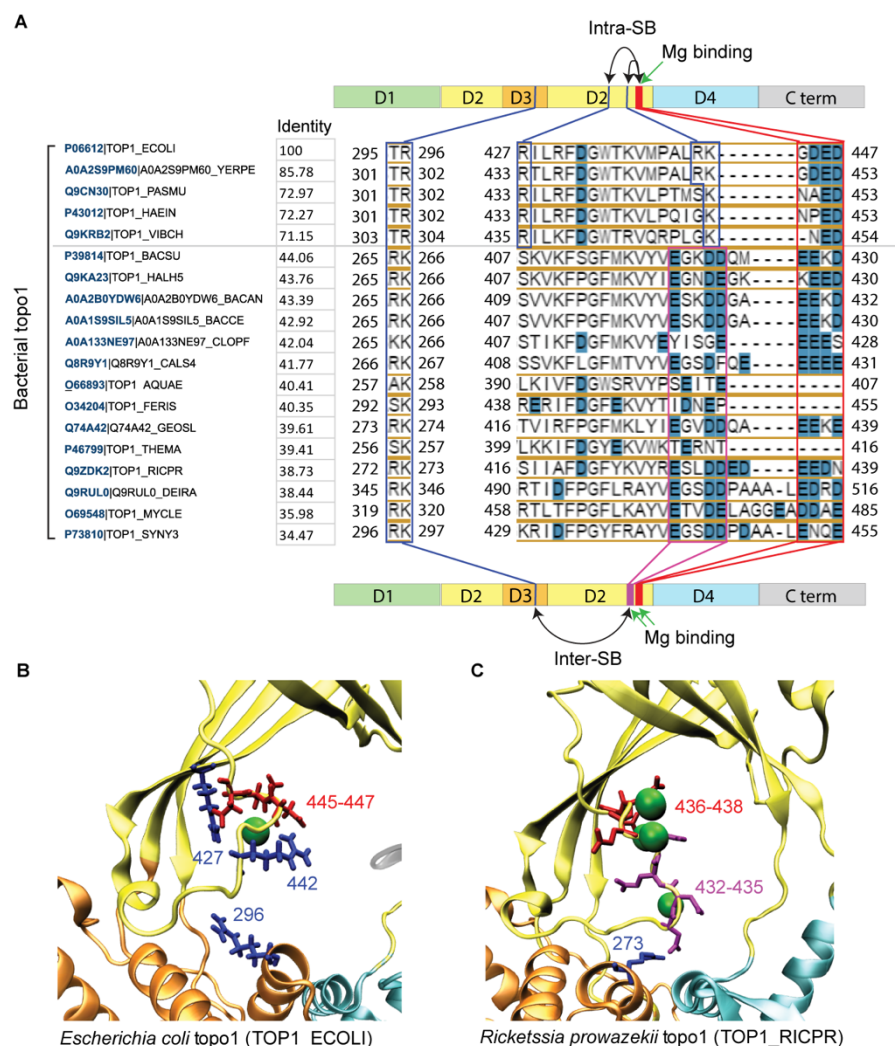 A
Intra-SB
Mg binding
D1 D2 D3 D2 D4 C term
Identity
Bacterial topo1
P06612|TOP1_ECOLI 100 295 TR 296 427 RILRFDGWTKVMPALRK-------GDED 447
A0A2S9PM60|A0A2S9PM60_YERPE 85.78 301 TR 302 433 RTLRFDGWTKVMPALRK-------GDED 453
Q9CN30|TOP1_PASMU 72.97 301 TR 302 433 RILRFDGWTKVLPTMSK-------NAED 453
P43012|TOP1_HAEIN 72.27 301 TR 302 433 RILRFDGWTKVLPQIGK-------NPED 453
Q9KRB2|TOP1_VIBCH 71.15 303 TR 304 435 RILKFDGWTRVQRPLGK--------NED 454
P39814|TOP1_BACSU 44.06 265 RK 266 407 SKVKFSGFMKVYVEGKDDQM----EEKD 430
Q9KA23|TOP1_HALH5 43.76 265 RK 266 407 SKVKFPGFMKVYVESNDEGK----KEED 430
A0A2B0YDW6|A0A2B0YDW6_BACAN 43.39 265 RK 266 409 SVVKFPGFMKVYVESKDDGA----EEKD 432
A0A1S9SIL5|A0A1S9SIL5_BACCE 42.92 265 RK 266 407 SVVKFPGFMKVYVESKDDGA----EEKD 430
A0A133NE97|A0A133NE97_CLOPF 42.04 265 KK 266 407 STIKFDGYMKVYEYISGE------EEES 428
Q8R9Y1|Q8R9Y1_CALS4 41.77 266 RK 267 408 SSVKFLGFMTVYVEGSDFQE----EEEE 431
O66893|TOP1_AQUAE 40.41 257 AK 258 390 LKIVFDGWSRVYPSEITE---------- 407
O34204|TOP1_FERIS 40.35 292 SK 293 438 RERIFDGFEKVYTIDNEP---------- 455
Q74A42|Q74A42_GEOSL 39.61 273 RK 274 416 TVIRFPGFMKLYIEGVDDQA----EEKE 439
P46799|TOP1_THEMA 39.41 256 SK 257 399 LKKIFDGYEKVWKTERNT---------- 416
Q9ZDK2|TOP1_RICPR 38.73 272 RK 273 416 SIIAFDGFYKVYRESLDDED----EEDN 439
Q9RUL0|Q9RUL0_DEIRA 38.44 345 RK 346 490 RTIDFPGFLRAYVEGSDDPAAA-LEDRD 516
O69548|TOP1_MYCLE 35.98 319 RK 320 458 RTLTFPGFLKAYVETVDELAGGEADDAE 485
P73810|TOP1_SYNY3 34.47 296 RK 297 429 KRIDFPGYFRAYVEGSDDPDAA-LENQE 455
D1 D2 D3 D2 D4 C term
Mg binding
Inter-SB
B
445-447
427
442
296
Escherichia coli topo1 (TOP1_ECOLI)
C
436-438
432-435
273
Ricketssia prowazekii topo1 (TOP1_RICPR)